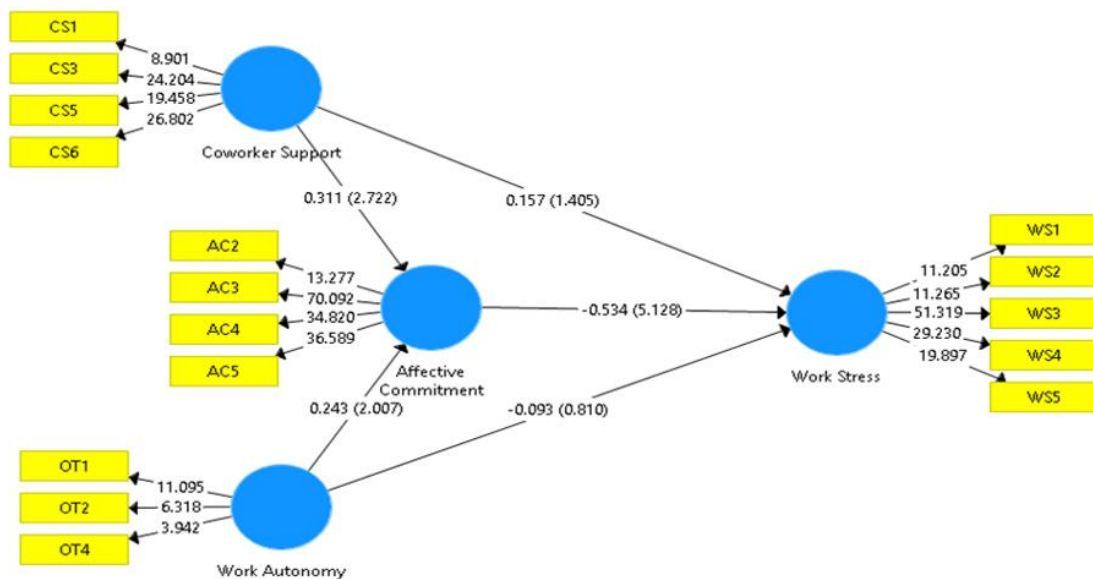 CS1
CS3
CS5
CS6
8.901
24.204
19.458
26.802
Coworker Support
0.311 (2.722)
0.157 (1.405)
AC2
AC3
AC4
AC5
13.277
70.092
34.820
36.589
Affective
Commitment
-0.534 (5.128)
WS1
WS2
WS3
WS4
WS5
11.205
11.265
51.319
29.230
19.897
Work Stress
0.243 (2.007)
-0.093 (0.810)
OT1
OT2
OT4
11.095
6.318
3.942
Work Autonomy